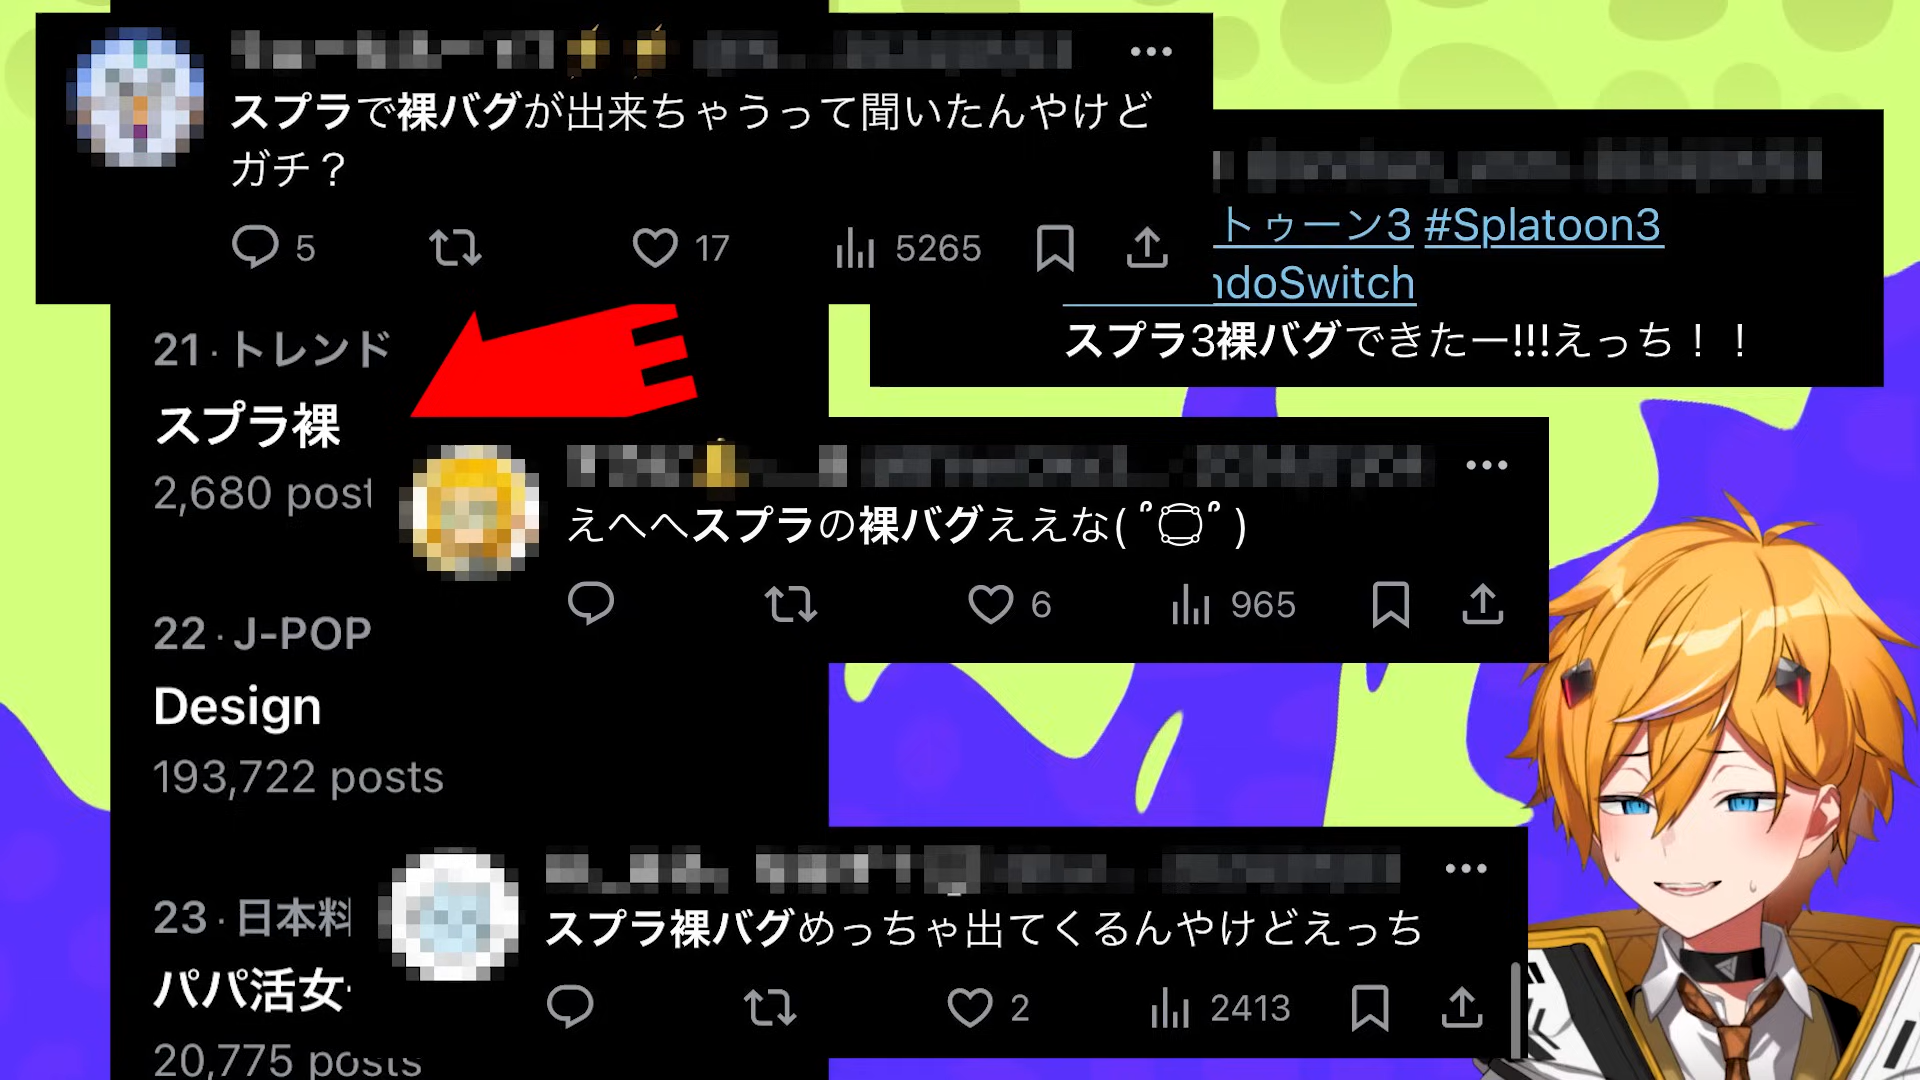 スプラで裸バグが出来ちゃうって聞いたんやけど
ガチ？
5 17 5265
トゥーン3 #Splatoon3
ndoSwitch
スプラ3裸バグできたー!!!えっち！！
21·トレンド
スプラ裸
2,680 post
えへへスプラの裸バグええな
6 965
22·J-POP
Design
193,722 posts
スプラ裸バグめっちゃ出てくるんやけどえっち
2 2413
23·日本料
パパ活女
20,775 posts